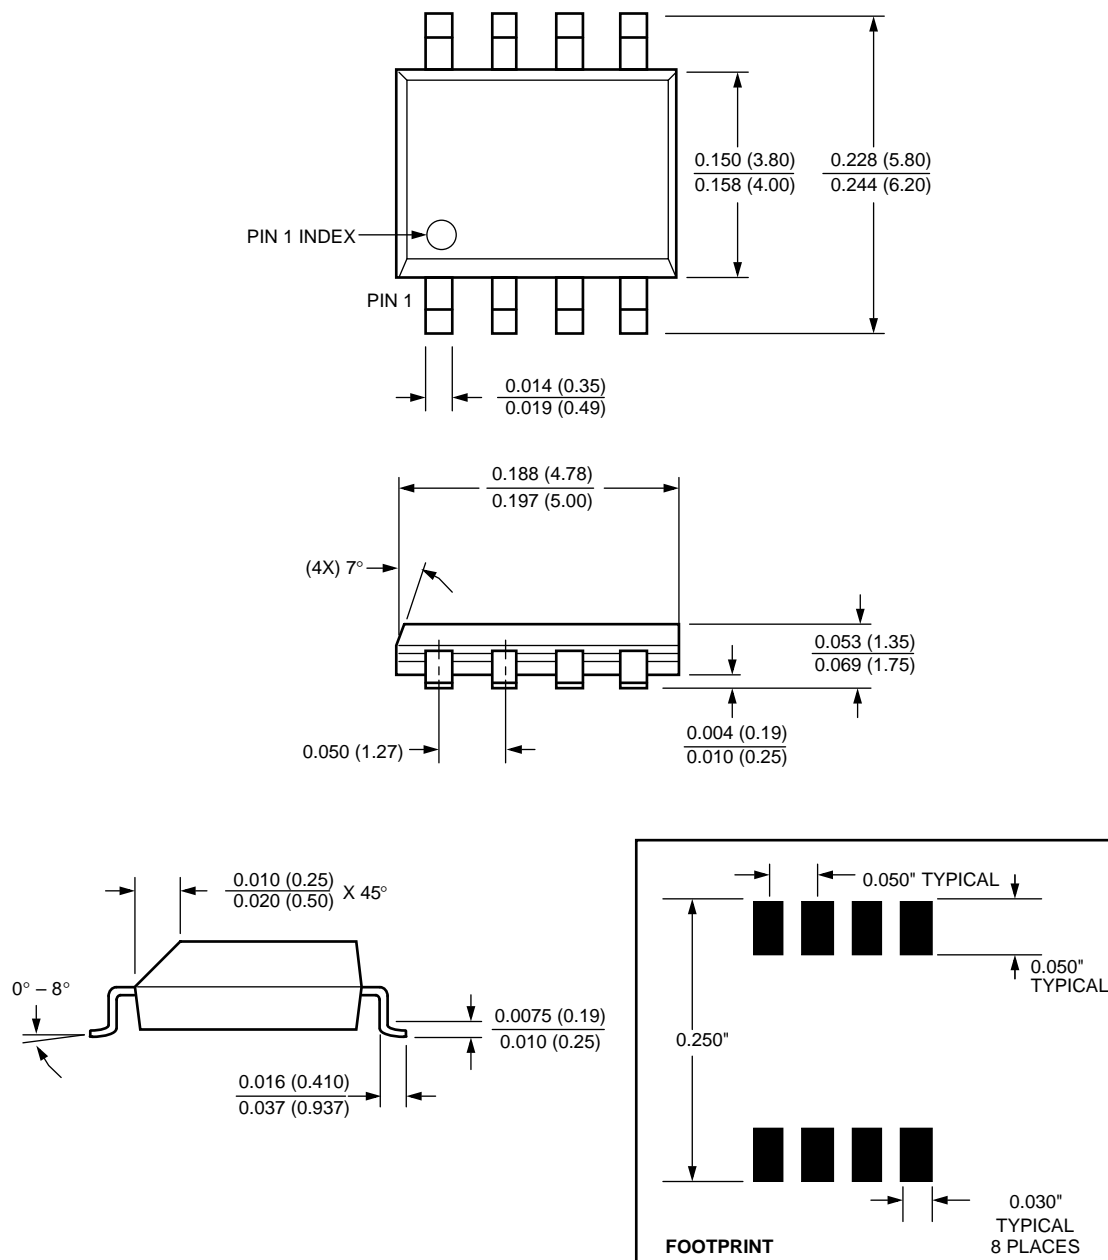 0.150 (3.80)
0.158 (4.00)
0.228 (5.80)
0.244 (6.20)
PIN 1 INDEX
PIN 1
0.014 (0.35)
0.019 (0.49)
0.188 (4.78)
0.197 (5.00)
(4X) 7°
0.053 (1.35)
0.069 (1.75)
0.004 (0.19)
0.010 (0.25)
0.050 (1.27)
0.010 (0.25)
0.020 (0.50)
X 45°
0° – 8°
0.0075 (0.19)
0.010 (0.25)
0.016 (0.410)
0.037 (0.937)
0.050" TYPICAL
0.050"
TYPICAL
0.250"
0.030"
TYPICAL
8 PLACES
FOOTPRINT